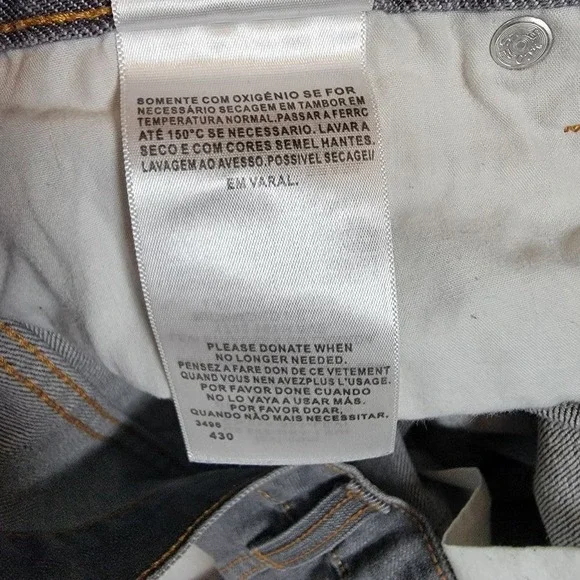 SOMENTE COM OXIGÊNIO SE FOR
NECESSÁRIO SECAGEM EM TAMBOR EM
TEMPERATURA NORMAL. PASSAR A FERRO
ATÉ 150°C SE NECESSARIO. LAVAR A
SECO E COM CORES SEMEL HANTES.
LAVAGEM AO AVESSO. POSSIVEL SECAGEM
EM VARAL.
PLEASE DONATE WHEN
NO LONGER NEEDED.
PENSEZ A FAIRE DON DE CE VETEMENT
QUAND VOUS NEN AVEZPLUS L'USAGE.
POR FAVOR DONE CUANDO
NO LO VAYA A USAR MÁS.
POR FAVOR DOAR,
QUANDO NÃO MAIS NECESSITAR.
3496
430